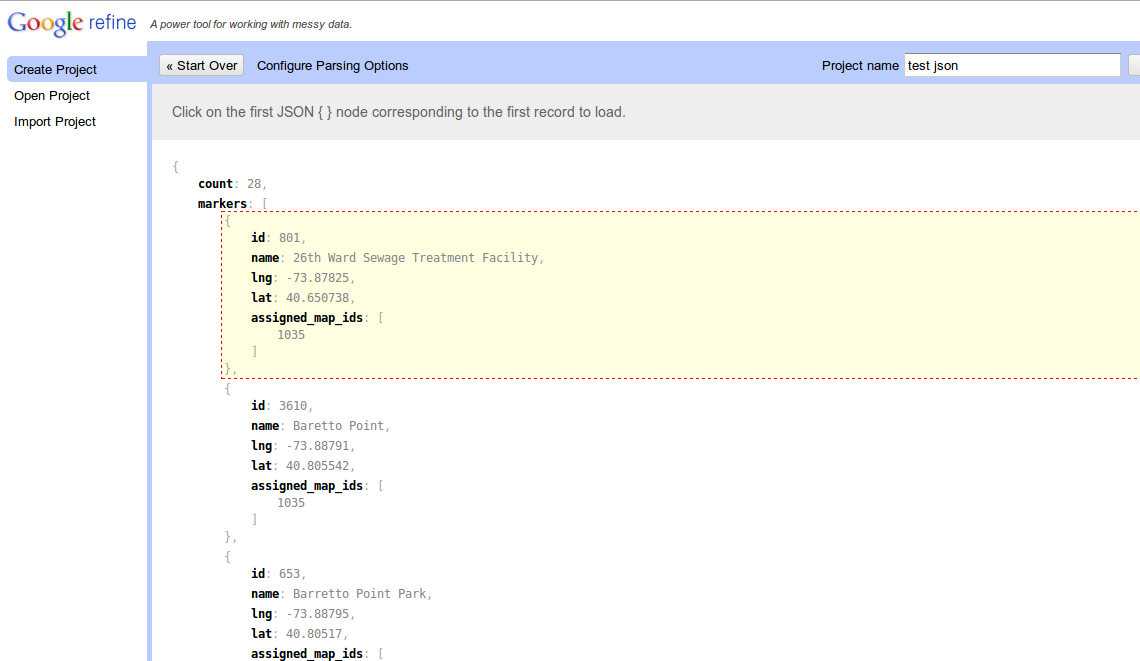 Google refine A power tool for working with messy data.
Create Project
Open Project
Import Project
« Start Over Configure Parsing Options Project name test json
Click on the first JSON { } node corresponding to the first record to load.
{
count: 28,
markers: [
{
id: 801,
name: 26th Ward Sewage Treatment Facility,
lng: -73.87825,
lat: 40.650738,
assigned_map_ids: [
1035
]
},
{
id: 3610,
name: Baretto Point,
lng: -73.88791,
lat: 40.805542,
assigned_map_ids: [
1035
]
},
{
id: 653,
name: Barretto Point Park,
lng: -73.88795,
lat: 40.80517,
assigned_map_ids: [